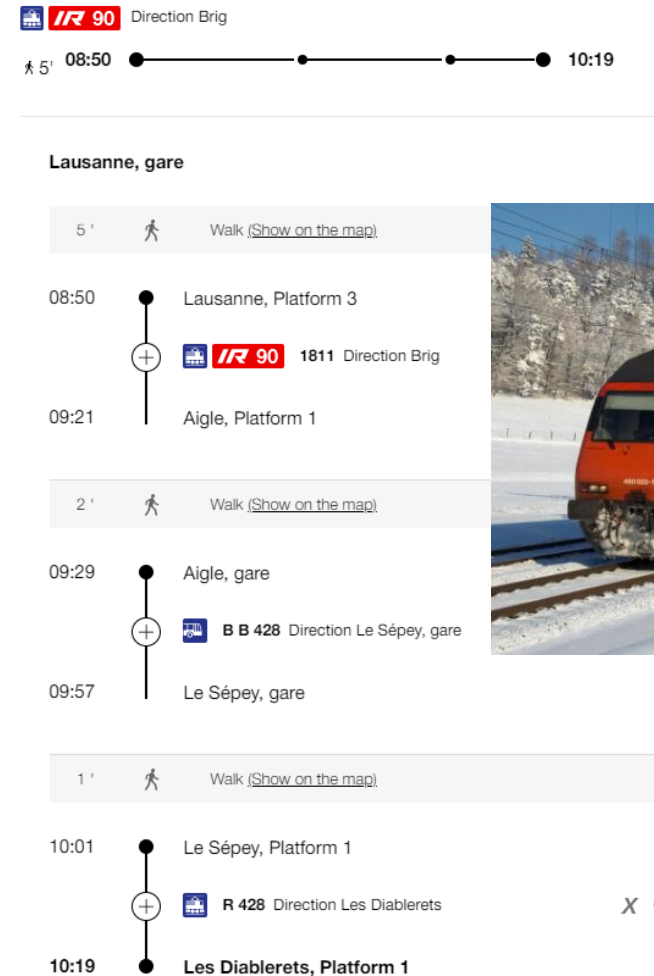 IR 90 Direction Brig
5' 08:50 10:19
Lausanne, gare
5 ' Walk (Show on the map)
08:50 Lausanne, Platform 3
IR 90 1811 Direction Brig
09:21 Aigle, Platform 1
2 ' Walk (Show on the map)
09:29 Aigle, gare
B B 428 Direction Le Sépey, gare
09:57 Le Sépey, gare
1 ' Walk (Show on the map)
10:01 Le Sépey, Platform 1
R 428 Direction Les Diablerets X
10:19 Les Diablerets, Platform 1